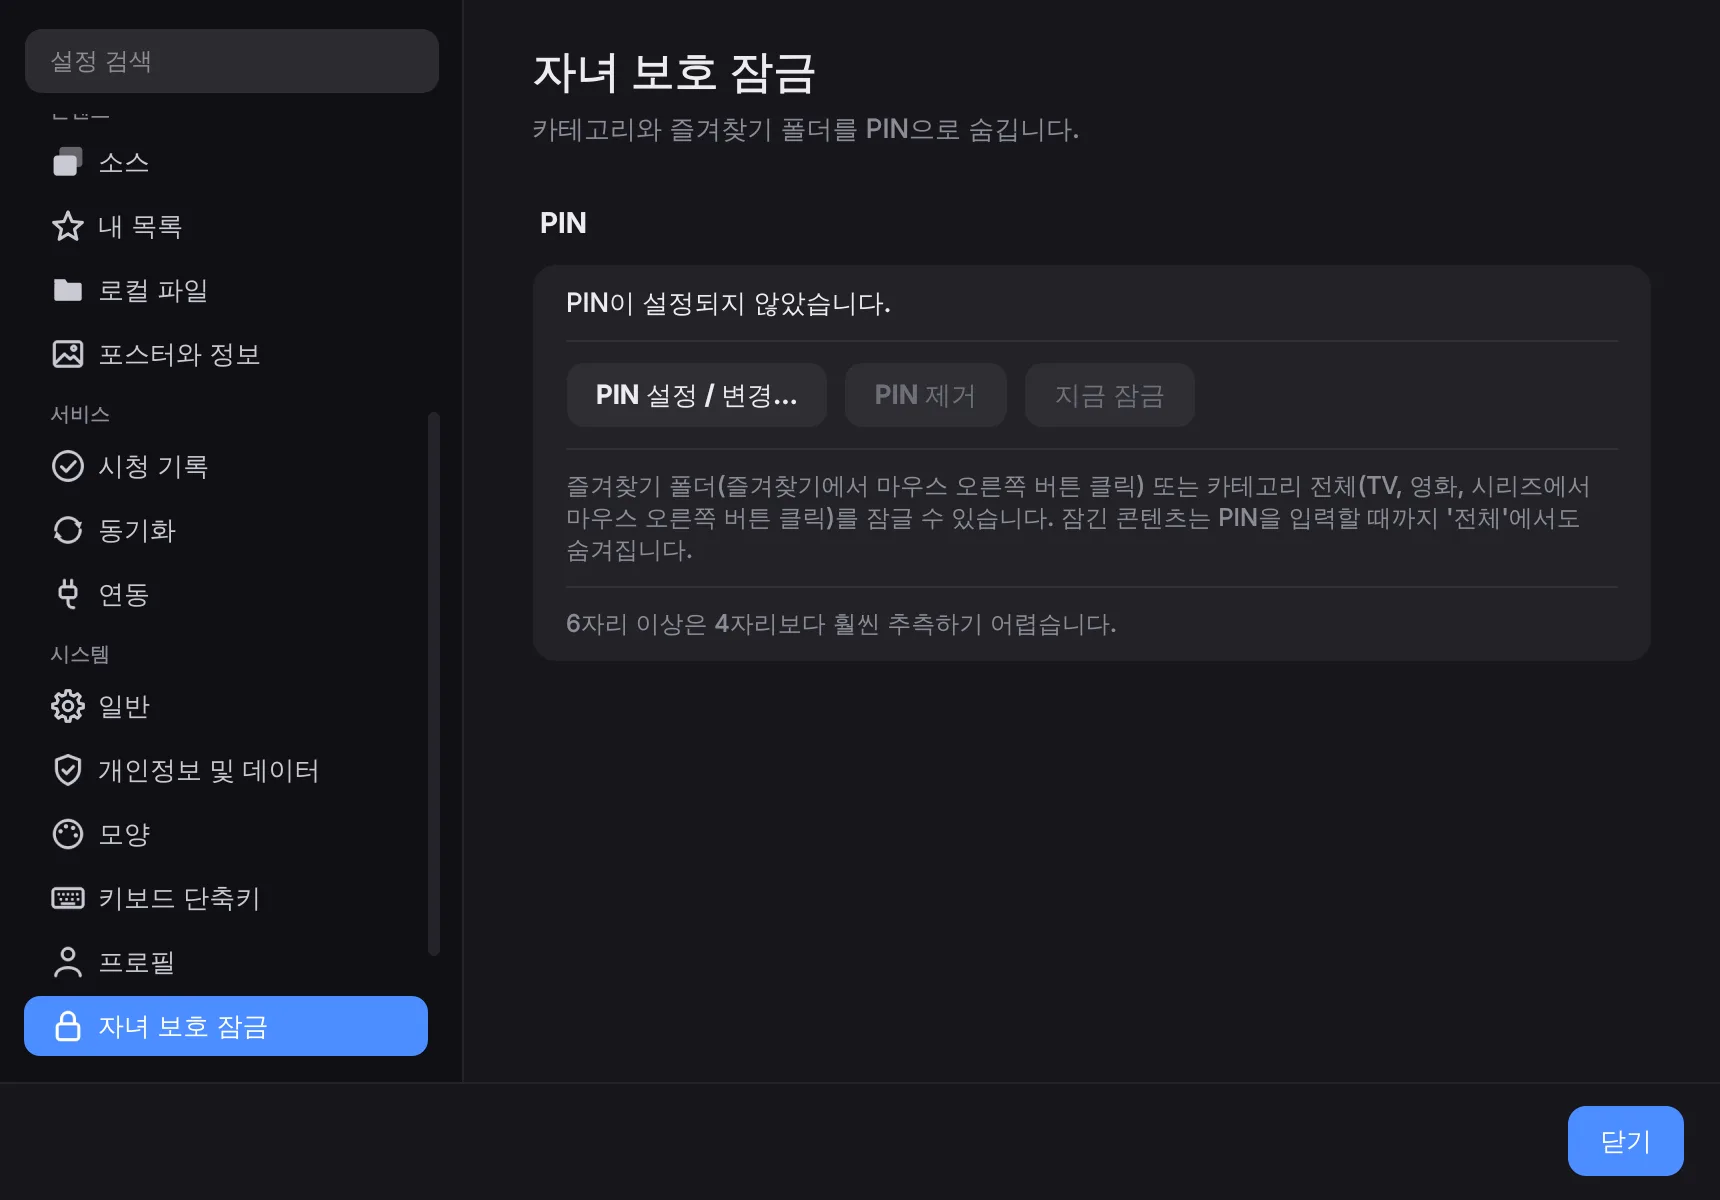 설정 검색
소스
내 목록
로컬 파일
포스터와 정보
서비스
시청 기록
동기화
연동
시스템
일반
개인정보 및 데이터
모양
키보드 단축키
프로필
자녀 보호 잠금
자녀 보호 잠금
카테고리와 즐겨찾기 폴더를 PIN으로 숨깁니다.
PIN
PIN이 설정되지 않았습니다.
PIN 설정 / 변경...
PIN 제거
지금 잠금
즐겨찾기 폴더(즐겨찾기에서 마우스 오른쪽 버튼 클릭) 또는 카테고리 전체(TV, 영화, 시리즈에서
마우스 오른쪽 버튼 클릭)를 잠글 수 있습니다. 잠긴 콘텐츠는 PIN을 입력할 때까지 '전체'에서도
숨겨집니다.
6자리 이상은 4자리보다 훨씬 추측하기 어렵습니다.
닫기